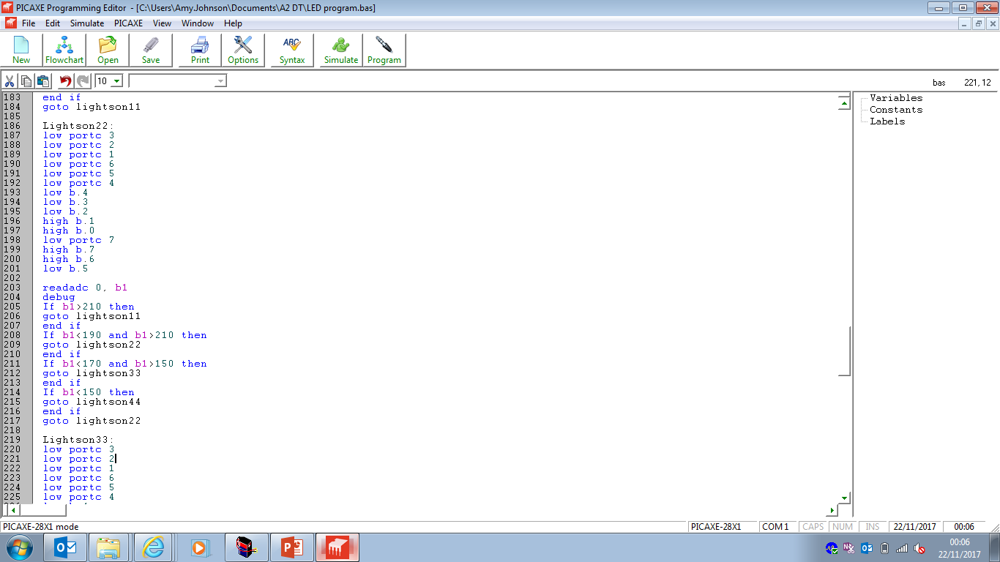 PICAXE Programming Editor - [C:\Users\AmyJohnson\Documents\A2 DT\LED program.bas]
File Edit Simulate PICAXE View Window Help
New Flowchart Open Save Print Options Syntax Simulate Program
10 bas 221, 12
183 end if
184 goto lightson11
185
186 Lightson22:
187 low portc 3
188 low portc 2
189 low portc 1
190 low portc 6
191 low portc 5
192 low portc 4
193 low b.4
194 low b.3
195 low b.2
196 high b.1
197 high b.0
198 low portc 7
199 high b.7
200 high b.6
201 low b.5
202
203 readadc 0, b1
204 debug
205 If b1>210 then
206 goto lightson11
207 end if
208 If b1<190 and b1>210 then
209 goto lightson22
210 end if
211 If b1<170 and b1>150 then
212 goto lightson33
213 end if
214 If b1<150 then
215 goto lightson44
216 end if
217 goto lightson22
218
219 Lightson33:
220 low portc 3
221 low portc 2
222 low portc 1
223 low portc 6
224 low portc 5
225 low portc 4
Variables
Constants
Labels
PICAXE-28X1 mode PICAXE-28X1 COM 1 CAPS NUM INS 22/11/2017 00:06
00:06
22/11/2017